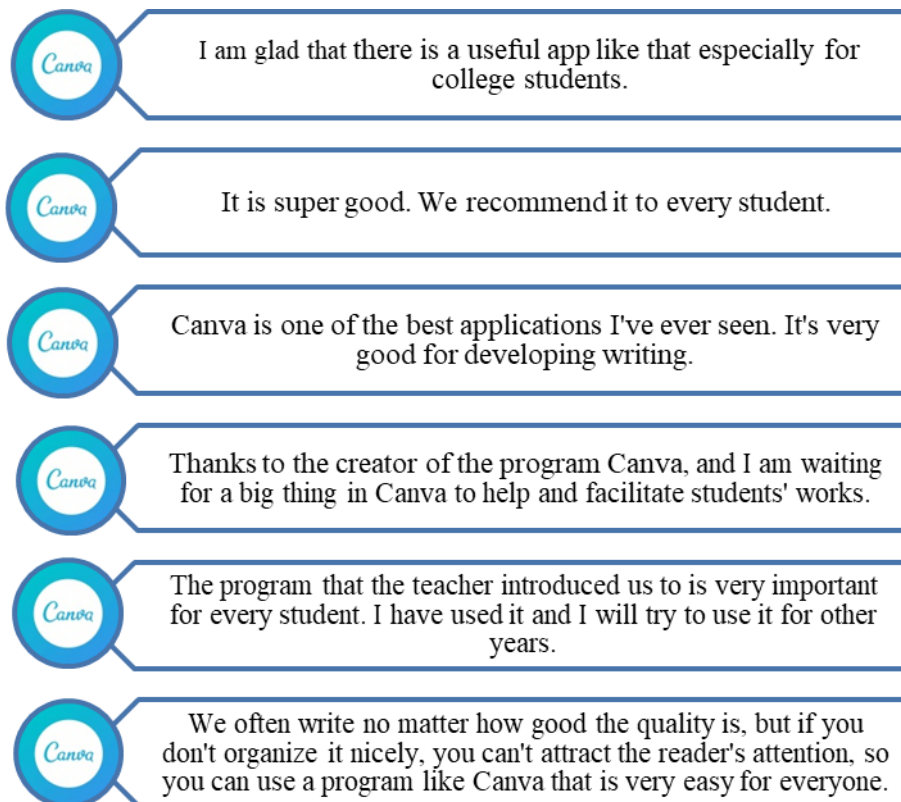 Canva
I am glad that there is a useful app like that especially for
college students.
Canva
It is super good. We recommend it to every student.
Canva
Canva is one of the best applications I've ever seen. It's very
good for developing writing.
Canva
Thanks to the creator of the program Canva, and I am waiting
for a big thing in Canva to help and facilitate students' works.
Canva
The program that the teacher introduced us to is very important
for every student. I have used it and I will try to use it for other
years.
Canva
We often write no matter how good the quality is, but if you
don't organize it nicely, you can't attract the reader's attention, so
you can use a program like Canva that is very easy for everyone.